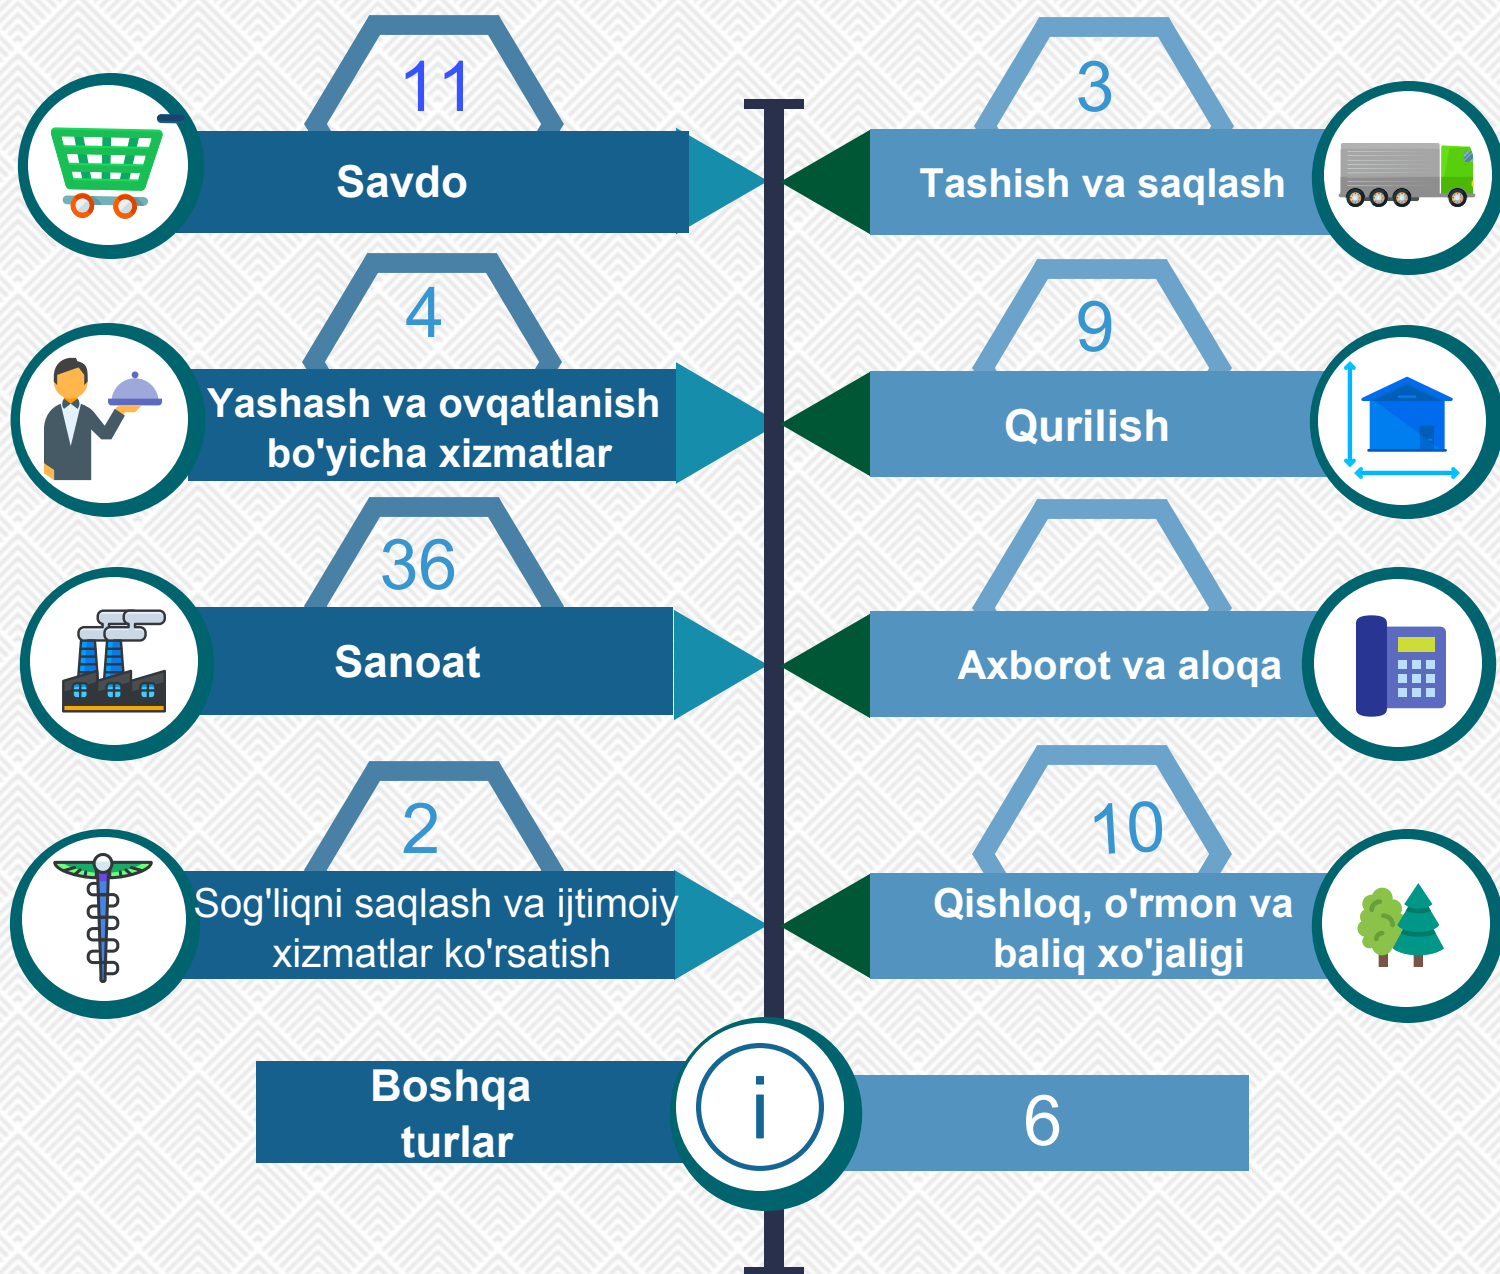 11
Savdo
3
Tashish va saqlash
4
Yashash va ovqatlanish
bo'yicha xizmatlar
9
Qurilish
36
Sanoat
Axborot va aloqa
2
Sog'liqni saqlash va ijtimoiy
xizmatlar ko'rsatish
10
Qishloq, o'rmon va
baliq xo'jaligi
Boshqa
turlar
i
6